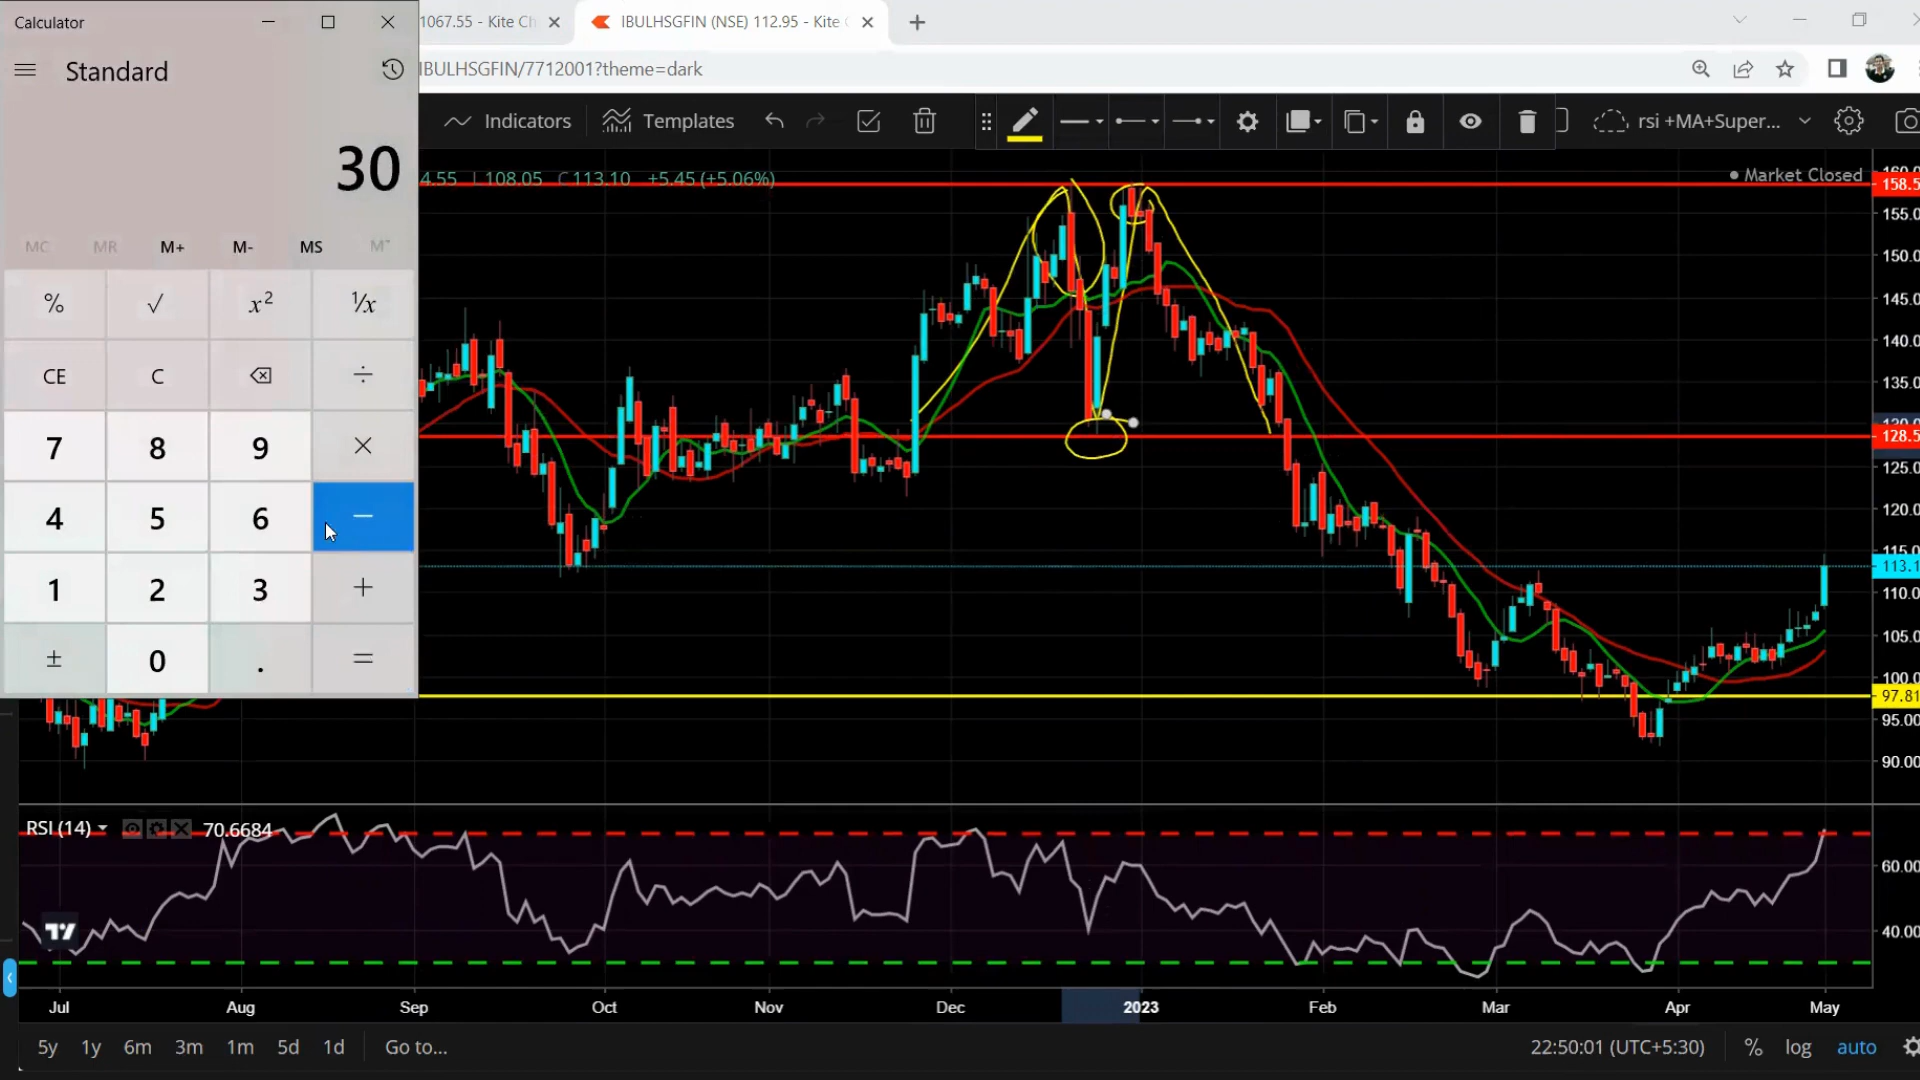 Calculator
1067.55 - Kite Ch
IBULHSGFIN (NSE) 112.95 - Kite
Standard
IBULHSGFIN/7712001?theme=dark
Indicators
Templates
rsi +MA+Super...
30
4.55 L 108.05 C 113.10 +5.45 (+5.06%)
Market Closed
MC MR M+ M- MS
% √ x² ¹/x
CE C ÷
7 8 9 ×
4 5 6 −
1 2 3 +
± 0 . =
158.5
155.0
150.0
145.0
140.0
135.0
128.5
125.0
120.0
113.1
110.0
105.0
100.0
97.81
95.00
90.00
RSI (14) 70.6684
60.00
40.00
Jul Aug Sep Oct Nov Dec 2023 Feb Mar Apr May
5y 1y 6m 3m 1m 5d 1d Go to...
22:50:01 (UTC+5:30) % log auto